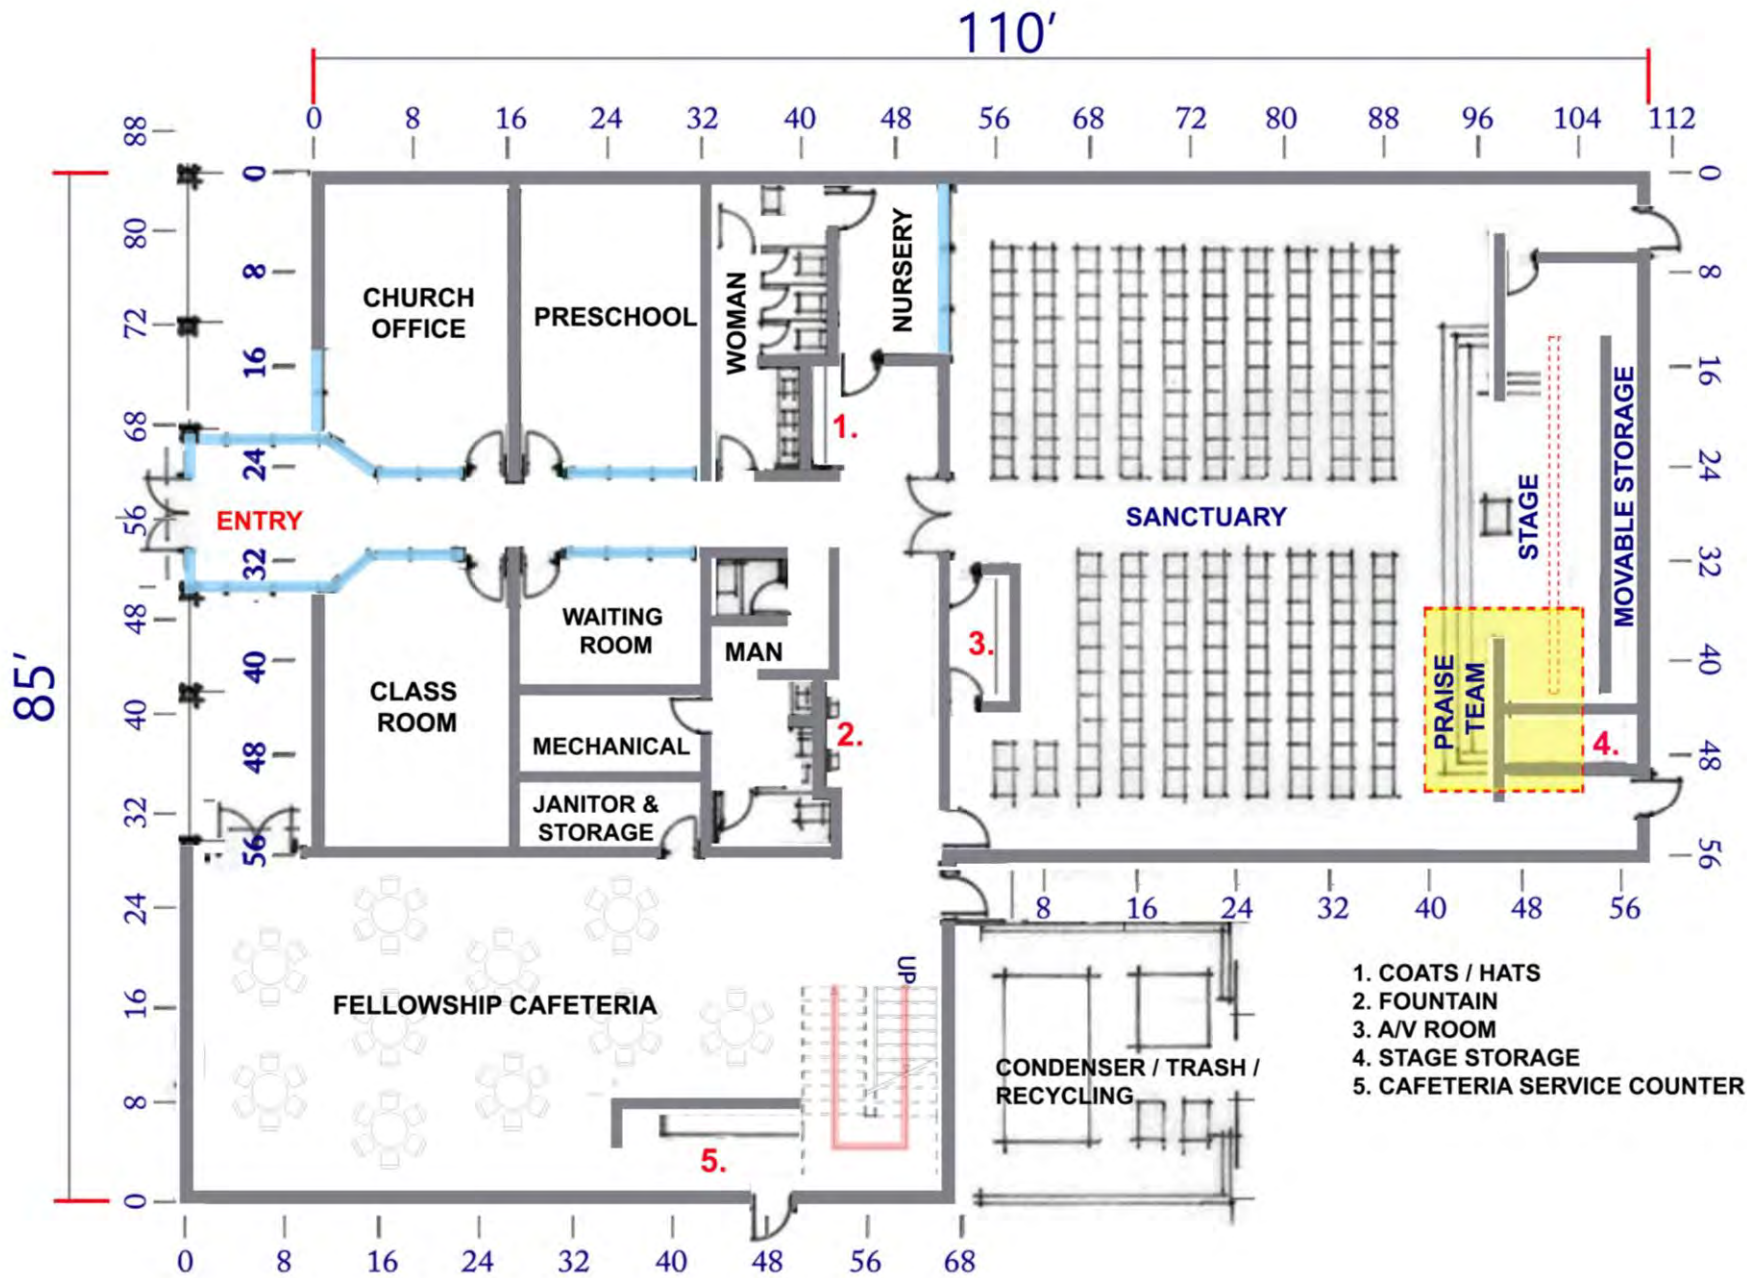 110'
0 8 16 24 32 40 48 56 68 72 80 88 96 104 112
88 80 72 68 56 48 40 32 24 16 8 0
0 8 16 24 32 40 48 56
0 8 16 24 32 40 48 56
85'
CHURCH
OFFICE
PRESCHOOL
WOMAN
NURSERY
1.
ENTRY
SANCTUARY
STAGE
MOVABLE STORAGE
WAITING
ROOM
MAN
3.
PRAISE
TEAM
CLASS
ROOM
MECHANICAL
2.
4.
JANITOR &
STORAGE
8 16 24 32 40 48 56
UP
FELLOWSHIP CAFETERIA
CONDENSER / TRASH /
RECYCLING
5.
1. COATS / HATS
2. FOUNTAIN
3. A/V ROOM
4. STAGE STORAGE
5. CAFETERIA SERVICE COUNTER
0 8 16 24 32 40 48 56 68